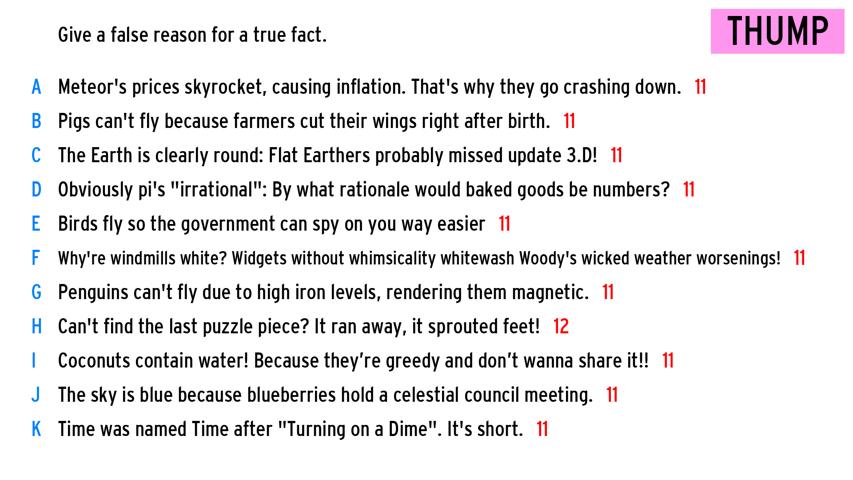 Give a false reason for a true fact.
THUMP
A Meteor's prices skyrocket, causing inflation. That's why they go crashing down. 11
B Pigs can't fly because farmers cut their wings right after birth. 11
C The Earth is clearly round: Flat Earthers probably missed update 3.D! 11
D Obviously pi's "irrational": By what rationale would baked goods be numbers? 11
E Birds fly so the government can spy on you way easier 11
F Why're windmills white? Widgets without whimsicality whitewash Woody's wicked weather worsenings! 11
G Penguins can't fly due to high iron levels, rendering them magnetic. 11
H Can't find the last puzzle piece? It ran away, it sprouted feet! 12
I Coconuts contain water! Because they’re greedy and don’t wanna share it!! 11
J The sky is blue because blueberries hold a celestial council meeting. 11
K Time was named Time after "Turning on a Dime". It's short. 11